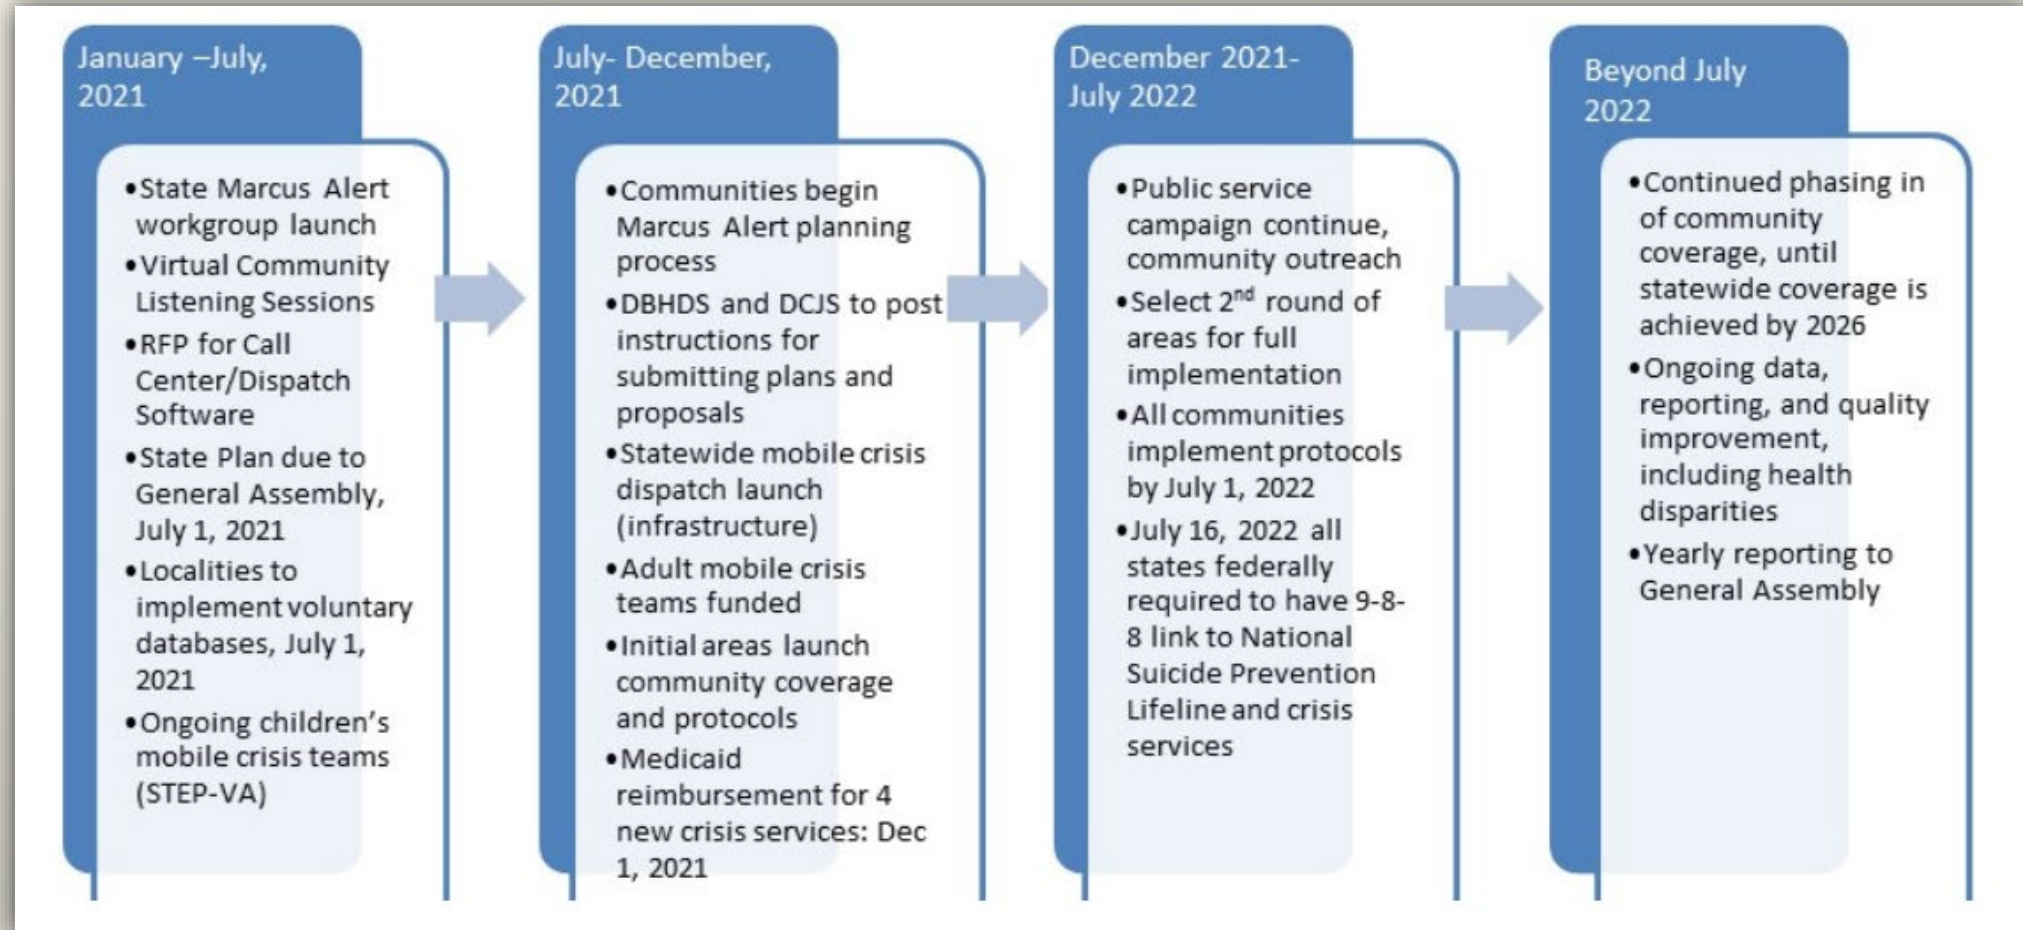 January –July,
2021
•State Marcus Alert
workgroup launch
•Virtual Community
Listening Sessions
•RFP for Call
Center/Dispatch
Software
•State Plan due to
General Assembly,
July 1, 2021
•Localities to
implement voluntary
databases, July 1,
2021
•Ongoing children's
mobile crisis teams
(STEP-VA)
July- December,
2021
•Communities begin
Marcus Alert planning
process
•DBHDS and DCJS to post
instructions for
submitting plans and
proposals
•Statewide mobile crisis
dispatch launch
(infrastructure)
•Adult mobile crisis
teams funded
•Initial areas launch
community coverage
and protocols
•Medicaid
reimbursement for 4
new crisis services: Dec
1, 2021
December 2021-
July 2022
•Public service
campaign continue,
community outreach
•Select 2nd round of
areas for full
implementation
•All communities
implement protocols
by July 1, 2022
•July 16, 2022 all
states federally
required to have 9-8-
8 link to National
Suicide Prevention
Lifeline and crisis
services
Beyond July
2022
•Continued phasing in
of community
coverage, until
statewide coverage is
achieved by 2026
•Ongoing data,
reporting, and quality
improvement,
including health
disparities
•Yearly reporting to
General Assembly